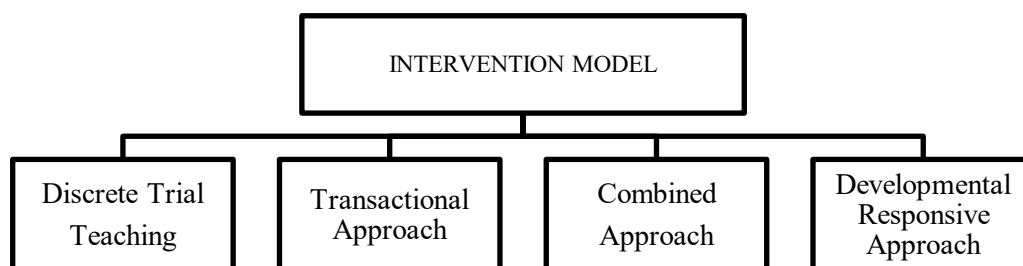 INTERVENTION MODEL
Discrete Trial
Teaching
Transactional
Approach
Combined
Approach
Developmental
Responsive
Approach